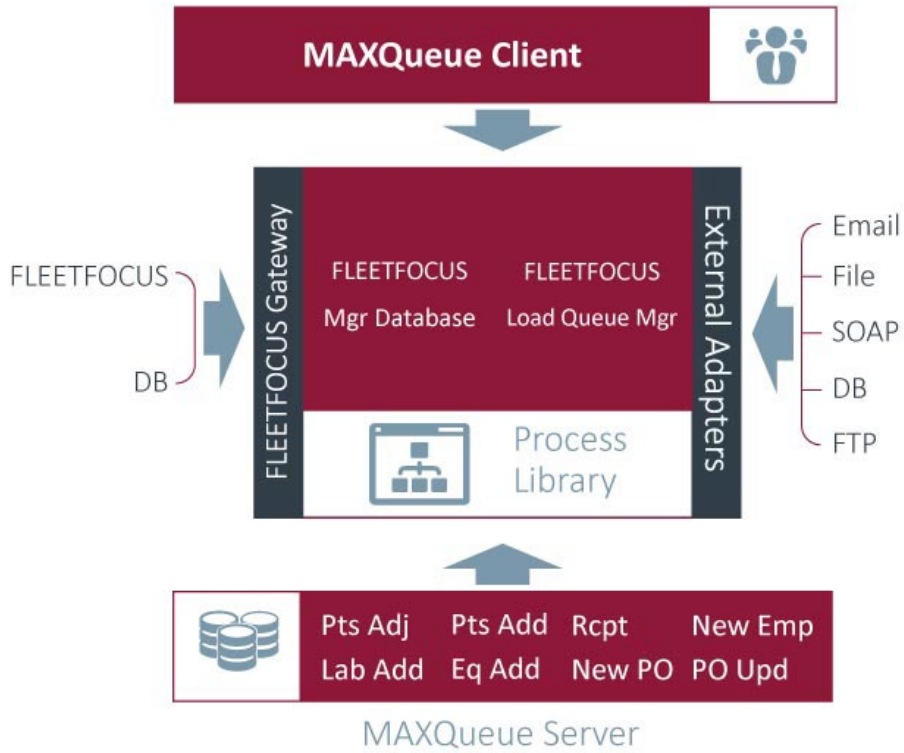 MAXQueue Client
FLEETFOCUS
DB
FLEETFOCUS Gateway
FLEETFOCUS
Mgr Database
FLEETFOCUS
Load Queue Mgr
Process
Library
External Adapters
Email
File
SOAP
DB
FTP
Pts Adj Pts Add Rcpt New Emp
Lab Add Eq Add New PO PO Upd
MAXQueue Server